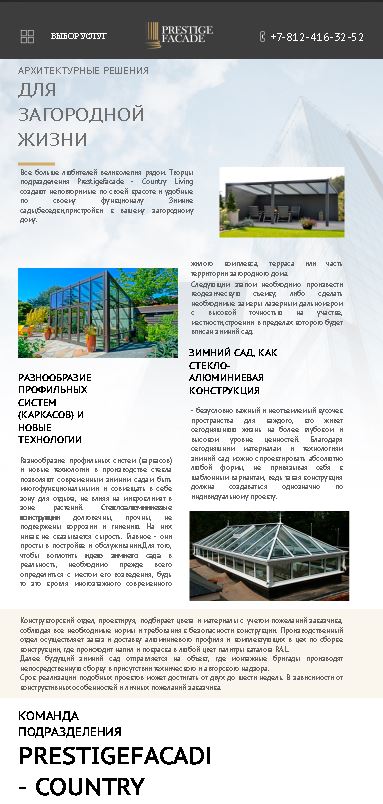 ВЫБОР УСЛУГ
PRESTIGE
FACADE
+7-812-416-32-52
АРХИТЕКТУРНЫЕ РЕШЕНИЯ
ДЛЯ
ЗАГОРОДНОЙ
ЖИЗНИ
Все больше любителей великолепия рядом. Творцы
подразделения Prestigefacade - Country Living
создают неповторимые по своей красоте и удобные
по своему функционалу Зимние
сады,беседки,пристройки к вашему загородному
дому.
жилого комплекса, терраса или часть
территории загородного дома.
Следующим этапом необходимо произвести
геодезическую съемку, либо сделать
необходимые замеры лазерным дальномером
с высокой точностью на участке,
местности,строении в пределах которого будет
вписан зимний сад.
ЗИМНИЙ САД, КАК
СТЕКЛО-
АЛЮМИНИЕВАЯ
КОНСТРУКЦИЯ
- безусловно важный и неотъемлемый кусочек
пространства для каждого, кто живет
сегодняшнюю жизнь на более глубоком и
высоком уровне ценностей. Благодаря
сегодняшним материалам и технологиям
зимний сад можно спроектировать абсолютно
любой формы, не привязывая себя к
шаблонным вариантам, ведь такая конструкция
должна создаваться однозначно по
индивидуальному проекту.
РАЗНООБРАЗИЕ
ПРОФИЛЬНЫХ
СИСТЕМ
(КАРКАСОВ) И
НОВЫЕ
ТЕХНОЛОГИИ
Разнообразие профильных систем (каркасов)
и новые технологии в производстве стекла
позволяют современным зимним садам быть
многофункциональными и совмещать в себе
зону для отдыха, не влияя на микроклимат в
зоне растений. Стеклоалюминиевые
конструкции долговечны, прочны, не
подвержены коррозии и гниению. На них
никак не сказывается сырость. Главное - они
просты в постройке и обслуживании.Для того,
чтобы воплотить идею зимнего сада в
реальность, необходимо прежде всего
определиться с местом его возведения, будь
то это кровля многоэтажного современного
Конструкторский отдел, проектируя, подбирает цвета и материалы с учетом пожеланий заказчика,
соблюдая все необходимые нормы и требования к безопасности конструкции. Производственный
отдел осуществляет заказ и доставку алюминиевого профиля и комплектующих в цех по сборке
конструкции, где происходит напил и покраска в любой цвет палитры каталога RAL.
Далее будущий зимний сад отправляется на объект, где монтажные бригады производят
непосредственную сборку в присутствии технического и авторского надзора.
Срок реализации подобных проектов может достигать от двух до шести недель. В зависимости от
конструктивных особенностей и личных пожеланий заказчика.
КОМАНДА
ПОДРАЗДЕЛЕНИЯ
PRESTIGEFACADI
- COUNTRY